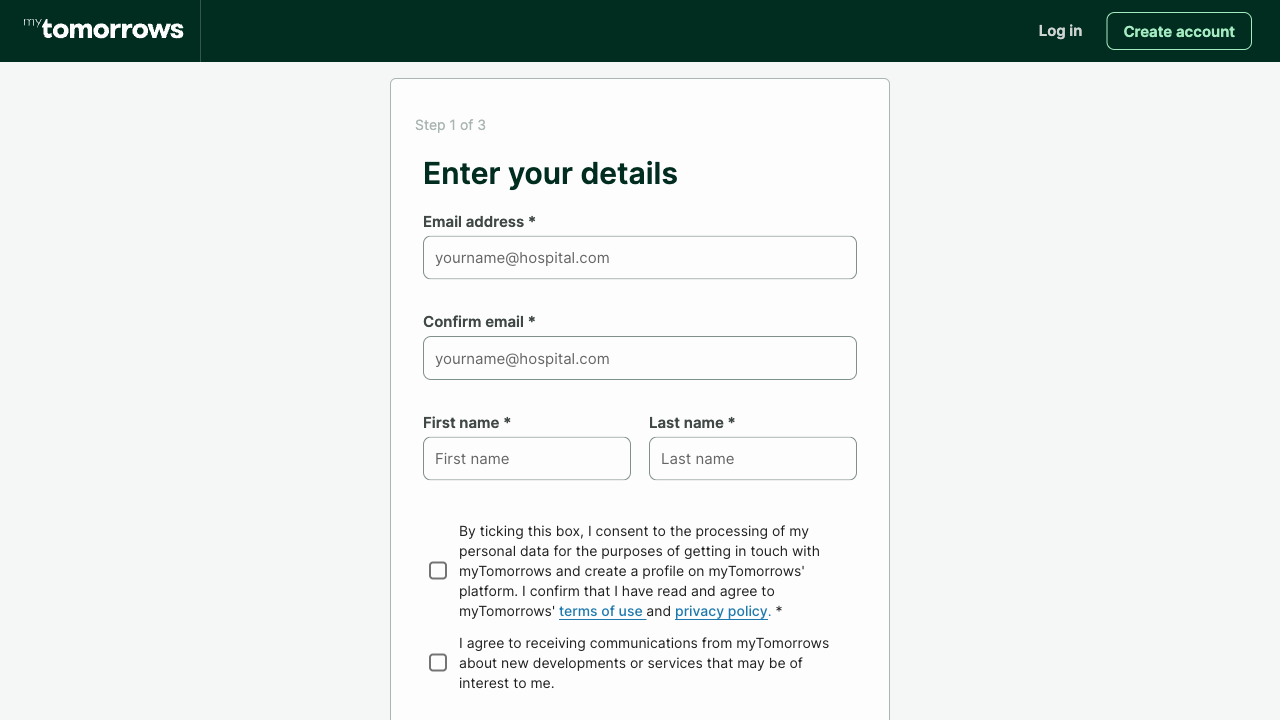 mytomorrows
Log in
Create account
Step 1 of 3
Enter your details
Email address *
yourname@hospital.com
Confirm email *
yourname@hospital.com
First name *
Last name *
First name
Last name
By ticking this box, I consent to the processing of my
personal data for the purposes of getting in touch with
myTomorrows and create a profile on myTomorrows'
platform. I confirm that I have read and agree to
myTomorrows' terms of use and privacy policy. *
I agree to receiving communications from myTomorrows
about new developments or services that may be of
interest to me.